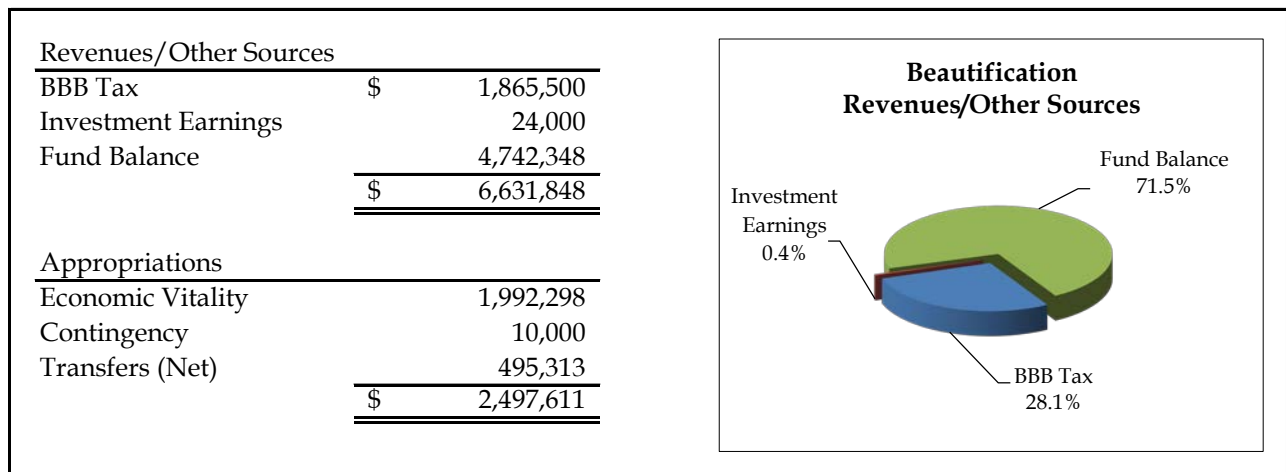 Revenues/Other Sources
BBB Tax $ 1,865,500
Investment Earnings 24,000
Fund Balance 4,742,348
$ 6,631,848
Appropriations
Economic Vitality 1,992,298
Contingency 10,000
Transfers (Net) 495,313
$ 2,497,611
Beautification
Revenues/Other Sources
Fund Balance
71.5%
Investment
Earnings
0.4%
BBB Tax
28.1%